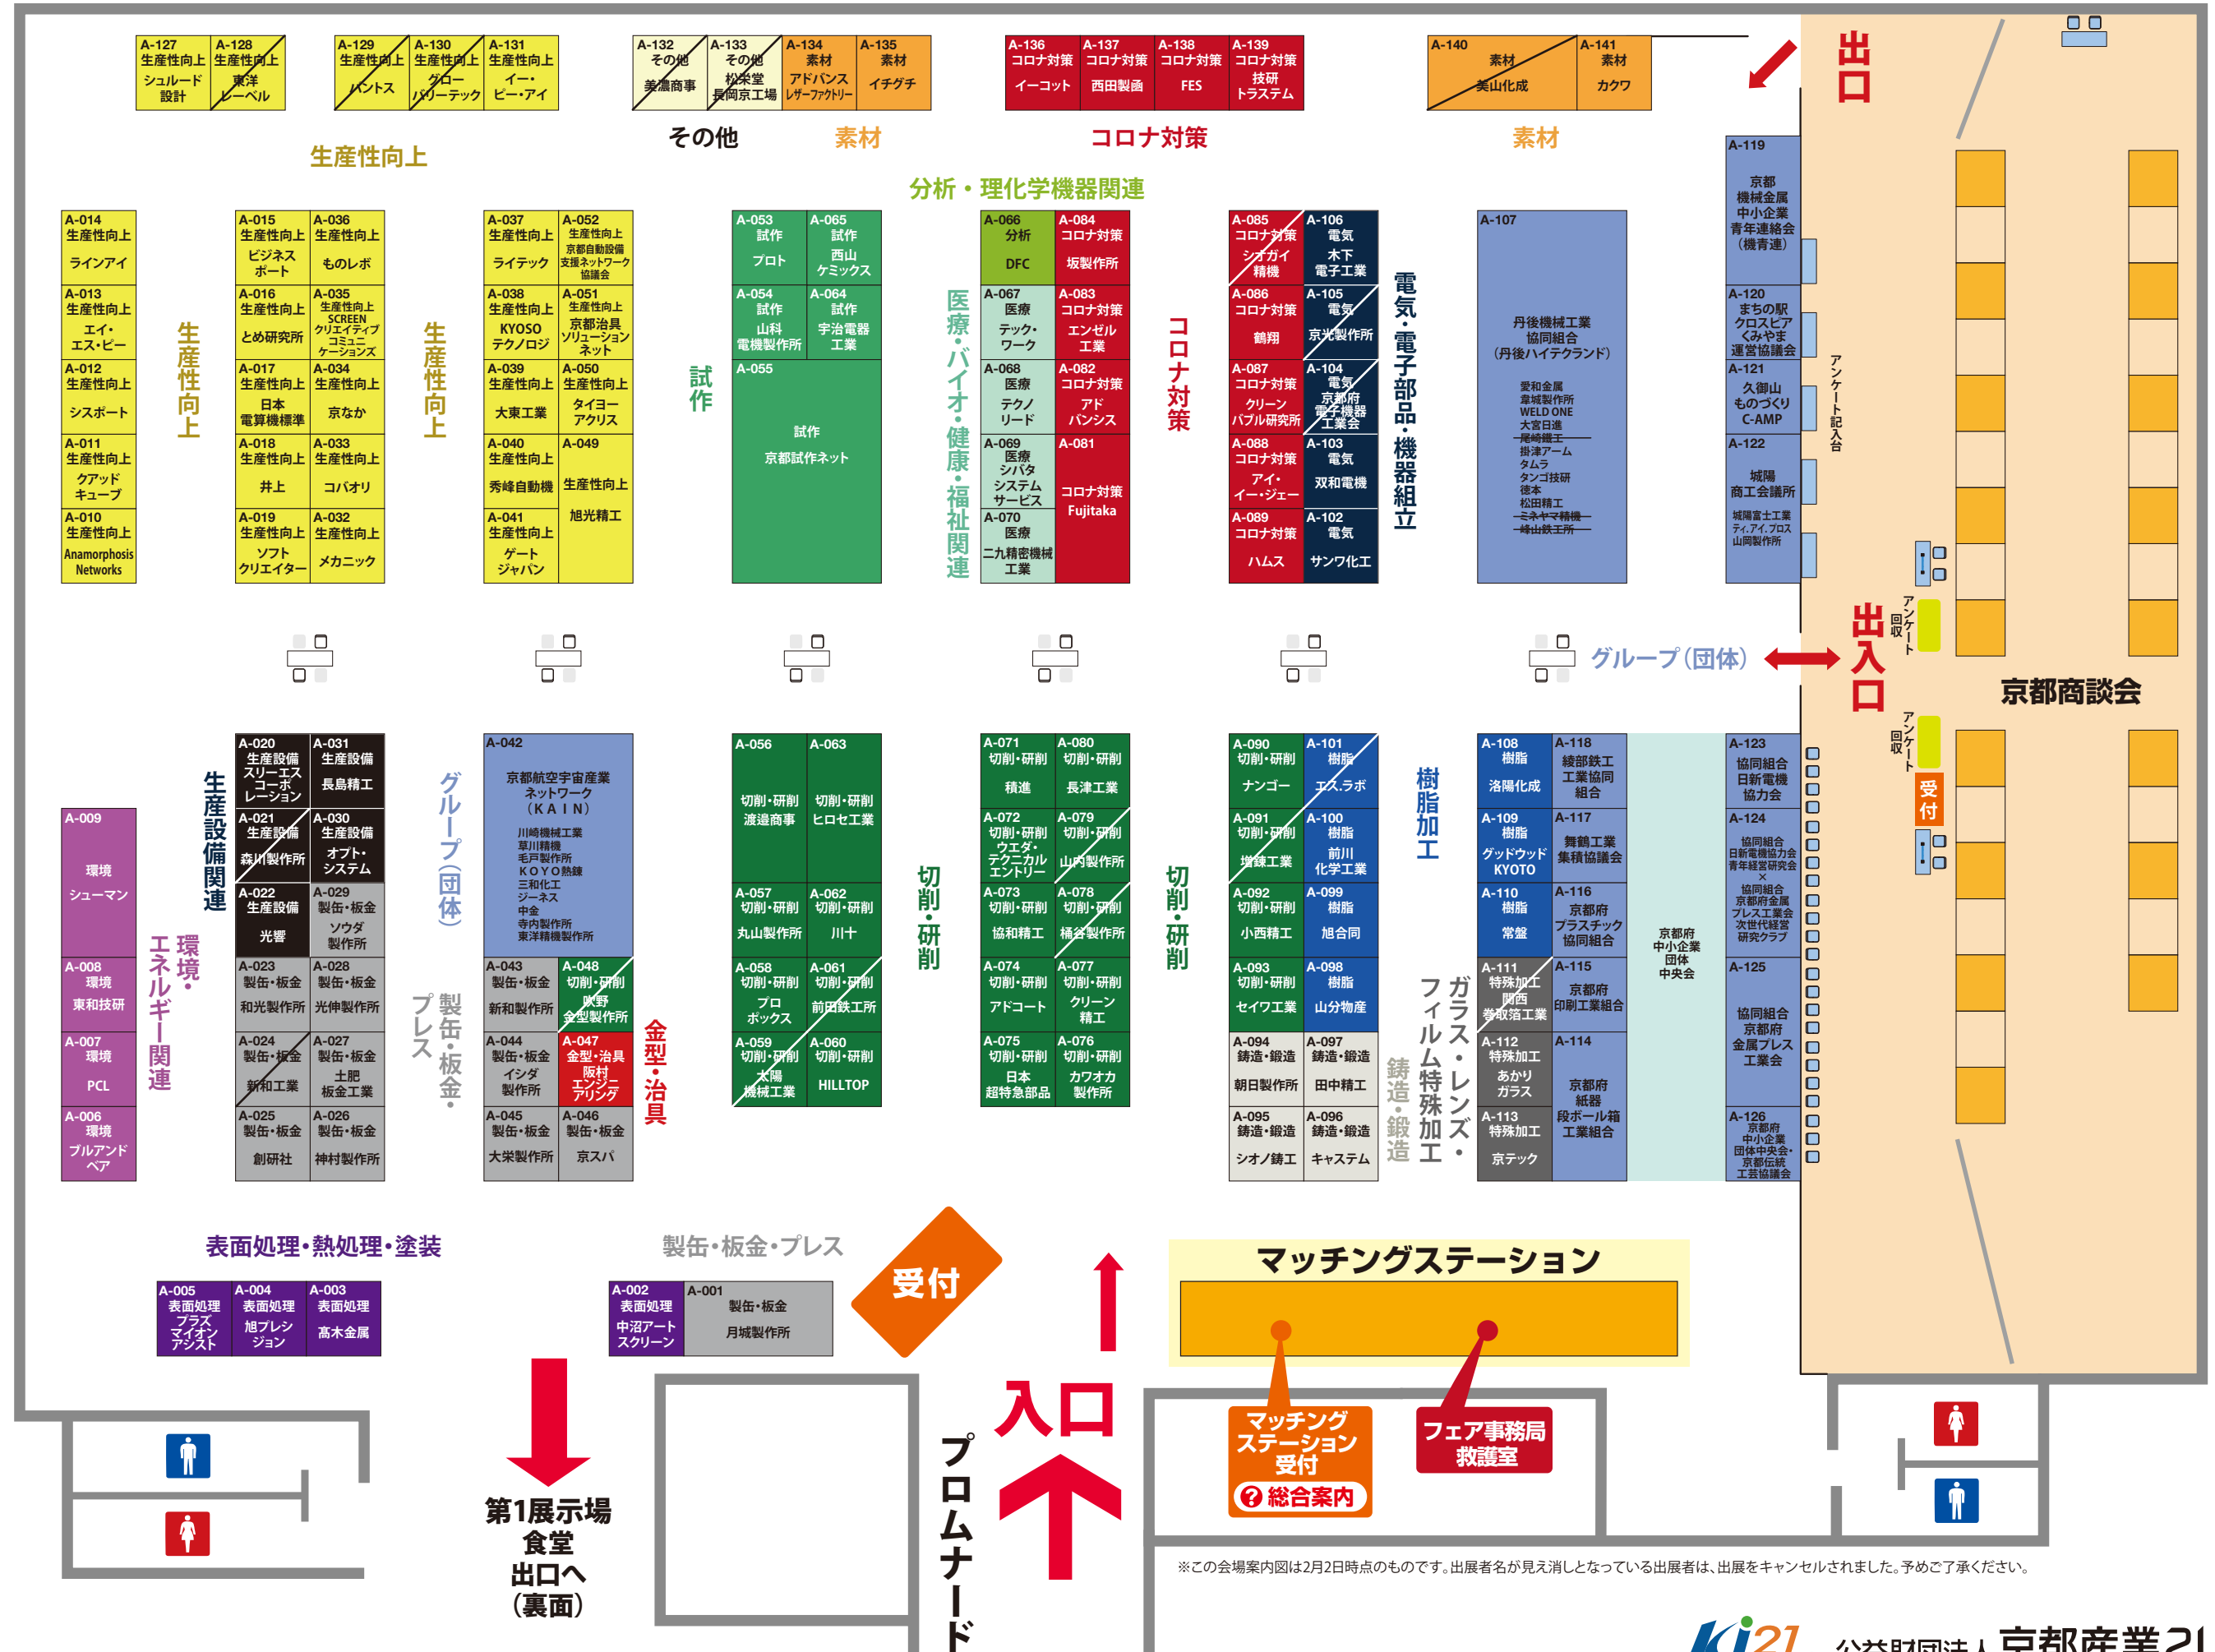 A-127
生産性向上
シュルード
設計
A-128
生産性向上
東洋
レーベル
A-129
生産性向上
バントス
A-130
生産性向上
グロー
バリーテック
A-131
生産性向上
イー・
ピー・アイ
A-132
その他
美濃商事
A-133
その他
松栄堂
長岡京工場
A-134
素材
アドバンス
レザーファクトリー
A-135
素材
イチグチ
A-136
コロナ対策
イーコット
A-137
コロナ対策
西田製凾
A-138
コロナ対策
FES
A-139
コロナ対策
技研
トラステム
A-140
素材
美山化成
A-141
素材
カクワ
出口
生産性向上
その他
素材
コロナ対策
素材
分析・理化学機器関連
A-014
生産性向上
ラインアイ
A-013
生産性向上
エイ・
エス・ピー
A-012
生産性向上
シスポート
A-011
生産性向上
クアッド
キューブ
A-010
生産性向上
Anamorphosis
Networks
生産性向上
A-015
生産性向上
ビジネス
ポート
A-036
生産性向上
ものレボ
A-016
生産性向上
とめ研究所
A-035
生産性向上
SCREEN
クリエイティブ
コミュニ
ケーションズ
A-017
生産性向上
日本
電算機標準
A-034
生産性向上
京なか
A-018
生産性向上
井上
A-033
生産性向上
コバオリ
A-019
生産性向上
ソフト
クリエイター
A-032
生産性向上
メカニック
生産性向上
A-037
生産性向上
ライテック
A-052
生産性向上
京都自動設備
支援ネットワーク
協議会
A-038
生産性向上
KYOSO
テクノロジ
A-051
生産性向上
京都治具
ソリューション
ネット
A-039
生産性向上
大東工業
A-050
生産性向上
タイヨー
アクリス
A-040
生産性向上
秀峰自動機
A-049
生産性向上
旭光精工
A-041
生産性向上
ゲート
ジャパン
試作
A-053
試作
プロト
A-065
試作
西山
ケミックス
A-054
試作
山科
電機製作所
A-064
試作
宇治電器
工業
A-055
試作
京都試作ネット
医療・バイオ・健康・福祉関連
A-066
分析
DFC
A-084
コロナ対策
坂製作所
A-067
医療
テック・
ワーク
A-083
コロナ対策
エンゼル
工業
A-068
医療
テクノ
リード
A-082
コロナ対策
アド
バンシス
A-069
医療
シバタ
システム
サービス
A-081
コロナ対策
Fujitaka
A-070
医療
二九精密機械
工業
コロナ対策
A-085
コロナ対策
シオガイ
精機
A-106
電気
木下
電子工業
A-086
コロナ対策
鶴翔
A-105
電気
京光製作所
A-087
コロナ対策
クリーン
バブル研究所
A-104
電気
京都府
電子機器
工業会
A-088
コロナ対策
アイ・
イー・ジェー
A-103
電気
双和電機
A-089
コロナ対策
ハムス
A-102
電気
サンワ化工
電気・電子部品・機器組立
A-107
丹後機械工業
協同組合
（丹後ハイテクランド）
愛和金属
韋城製作所
WELD ONE
大宮日進
尾崎鐵工
掛津アーム
タムラ
タンゴ技研
徳本
松田精工
ミネヤマ精機
峰山鉄工所
A-119
京都
機械金属
中小企業
青年連絡会
（機青連）
A-120
まちの駅
クロスピア
くみやま
運営協議会
A-121
久御山
ものづくり
C-AMP
A-122
城陽
商工会議所
城陽富士工業
ティ.アイ.プロス
山岡製作所
アンケート記入台
アンケート
回収
出入口
グループ（団体）
京都商談会
アンケート
回収
受付
A-009
環境
シューマン
A-008
環境
東和技研
A-007
環境
PCL
A-006
環境
ブルアンド
ベア
環境・
エネルギー関連
生産設備関連
A-020
生産設備
スリーエス
コーポ
レーション
A-031
生産設備
長島精工
A-021
生産設備
森川製作所
A-030
生産設備
オプト・
システム
A-022
生産設備
光響
A-029
製缶・板金
ソウダ
製作所
A-023
製缶・板金
和光製作所
A-028
製缶・板金
光伸製作所
A-024
製缶・板金
新和工業
A-027
製缶・板金
土肥
板金工業
A-025
製缶・板金
創研社
A-026
製缶・板金
神村製作所
グループ（団体）
製缶・板金・
プレス
A-042
京都航空宇宙産業
ネットワーク
（ＫＡＩＮ）
川崎機械工業
草川精機
毛戸製作所
ＫＯＹＯ熱錬
三和化工
ジーネス
中金
寺内製作所
東洋精機製作所
A-043
製缶・板金
新和製作所
A-048
切削・研削
吹野
金型製作所
A-044
製缶・板金
イシダ
製作所
A-047
金型・治具
阪村
エンジニ
アリング
A-045
製缶・板金
大栄製作所
A-046
製缶・板金
京スパ
金型・治具
A-056
切削・研削
渡邉商事
A-063
切削・研削
ヒロセ工業
A-057
切削・研削
丸山製作所
A-062
切削・研削
川十
A-058
切削・研削
プロ
ボックス
A-061
切削・研削
前田鉄工所
A-059
切削・研削
太陽
機械工業
A-060
切削・研削
HILLTOP
切削・研削
A-071
切削・研削
積進
A-080
切削・研削
長津工業
A-072
切削・研削
ウエダ・
テクニカル
エントリー
A-079
切削・研削
山内製作所
A-073
切削・研削
協和精工
A-078
切削・研削
桶谷製作所
A-074
切削・研削
アドコート
A-077
切削・研削
クリーン
精工
A-075
切削・研削
日本
超特急部品
A-076
切削・研削
カワオカ
製作所
切削・研削
A-090
切削・研削
ナンゴー
A-101
樹脂
エス.ラボ
A-091
切削・研削
増錬工業
A-100
樹脂
前川
化学工業
A-092
切削・研削
小西精工
A-099
樹脂
旭合同
A-093
切削・研削
セイワ工業
A-098
樹脂
山分物産
A-094
鋳造・鍛造
朝日製作所
A-097
鋳造・鍛造
田中精工
A-095
鋳造・鍛造
シオノ鋳工
A-096
鋳造・鍛造
キャステム
樹脂加工
ガラス・レンズ・
フィルム特殊加工
鋳造・鍛造
A-108
樹脂
洛陽化成
A-118
綾部鉄工
工業協同
組合
A-109
樹脂
グッドウッド
KYOTO
A-117
舞鶴工業
集積協議会
A-110
樹脂
常盤
A-116
京都府
プラスチック
協同組合
A-111
特殊加工
関西
巻取箔工業
A-115
京都府
印刷工業組合
A-112
特殊加工
あかり
ガラス
A-114
京都府
紙器
段ボール箱
工業組合
A-113
特殊加工
京テック
京都府
中小企業
団体
中央会
A-123
協同組合
日新電機
協力会
A-124
協同組合
日新電機協力会
青年経営研究会
×
協同組合
京都府金属
プレス工業会
次世代経営
研究クラブ
A-125
協同組合
京都府
金属プレス
工業会
A-126
京都府
中小企業
団体中央会・
京都伝統
工芸協議会
表面処理・熱処理・塗装
製缶・板金・プレス
受付
マッチングステーション
A-005
表面処理
プラズ
マイオン
アシスト
A-004
表面処理
旭プレシ
ジョン
A-003
表面処理
髙木金属
A-002
表面処理
中沼アート
スクリーン
A-001
製缶・板金
月城製作所
入口
プロムナード
マッチング
ステーション
受付
?総合案内
フェア事務局
救護室
第1展示場
食堂
出口へ
（裏面）
※この会場案内図は2月2日時点のものです。出展者名が見え消しとなっている出展者は、出展をキャンセルされました。予めご了承ください。
Ki21
公益財団法人 京都産業21